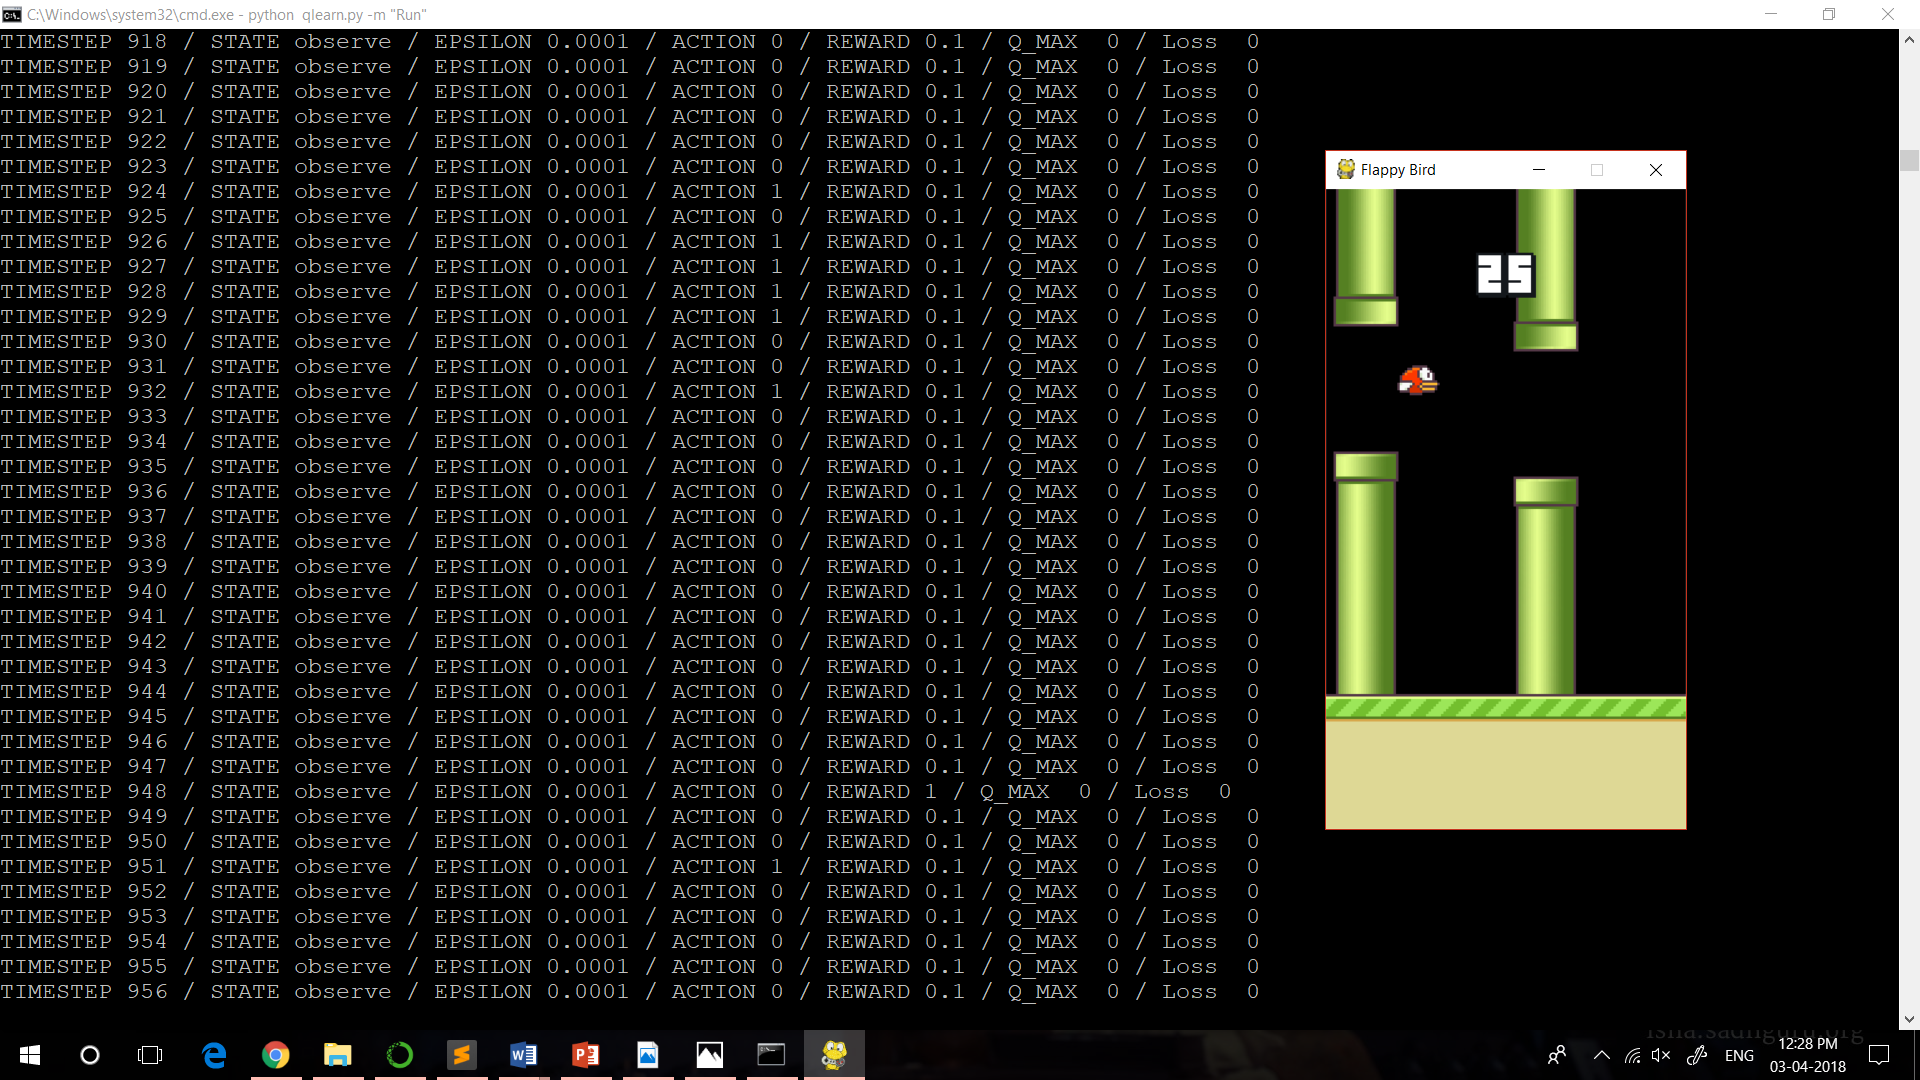 C:\Windows\system32\cmd.exe - python  qlearn.py -m "Run"
TIMESTEP 918 / STATE observe / EPSILON 0.0001 / ACTION 0 / REWARD 0.1 / Q_MAX  0 / Loss  0
TIMESTEP 919 / STATE observe / EPSILON 0.0001 / ACTION 0 / REWARD 0.1 / Q_MAX  0 / Loss  0
TIMESTEP 920 / STATE observe / EPSILON 0.0001 / ACTION 0 / REWARD 0.1 / Q_MAX  0 / Loss  0
TIMESTEP 921 / STATE observe / EPSILON 0.0001 / ACTION 0 / REWARD 0.1 / Q_MAX  0 / Loss  0
TIMESTEP 922 / STATE observe / EPSILON 0.0001 / ACTION 0 / REWARD 0.1 / Q_MAX  0 / Loss  0
TIMESTEP 923 / STATE observe / EPSILON 0.0001 / ACTION 0 / REWARD 0.1 / Q_MAX  0 / Loss  0
TIMESTEP 924 / STATE observe / EPSILON 0.0001 / ACTION 1 / REWARD 0.1 / Q_MAX  0 / Loss  0
TIMESTEP 925 / STATE observe / EPSILON 0.0001 / ACTION 0 / REWARD 0.1 / Q_MAX  0 / Loss  0
TIMESTEP 926 / STATE observe / EPSILON 0.0001 / ACTION 1 / REWARD 0.1 / Q_MAX  0 / Loss  0
TIMESTEP 927 / STATE observe / EPSILON 0.0001 / ACTION 1 / REWARD 0.1 / Q_MAX  0 / Loss  0
TIMESTEP 928 / STATE observe / EPSILON 0.0001 / ACTION 1 / REWARD 0.1 / Q_MAX  0 / Loss  0
TIMESTEP 929 / STATE observe / EPSILON 0.0001 / ACTION 1 / REWARD 0.1 / Q_MAX  0 / Loss  0
TIMESTEP 930 / STATE observe / EPSILON 0.0001 / ACTION 0 / REWARD 0.1 / Q_MAX  0 / Loss  0
TIMESTEP 931 / STATE observe / EPSILON 0.0001 / ACTION 0 / REWARD 0.1 / Q_MAX  0 / Loss  0
TIMESTEP 932 / STATE observe / EPSILON 0.0001 / ACTION 1 / REWARD 0.1 / Q_MAX  0 / Loss  0
TIMESTEP 933 / STATE observe / EPSILON 0.0001 / ACTION 0 / REWARD 0.1 / Q_MAX  0 / Loss  0
TIMESTEP 934 / STATE observe / EPSILON 0.0001 / ACTION 0 / REWARD 0.1 / Q_MAX  0 / Loss  0
TIMESTEP 935 / STATE observe / EPSILON 0.0001 / ACTION 0 / REWARD 0.1 / Q_MAX  0 / Loss  0
TIMESTEP 936 / STATE observe / EPSILON 0.0001 / ACTION 0 / REWARD 0.1 / Q_MAX  0 / Loss  0
TIMESTEP 937 / STATE observe / EPSILON 0.0001 / ACTION 0 / REWARD 0.1 / Q_MAX  0 / Loss  0
TIMESTEP 938 / STATE observe / EPSILON 0.0001 / ACTION 0 / REWARD 0.1 / Q_MAX  0 / Loss  0
TIMESTEP 939 / STATE observe / EPSILON 0.0001 / ACTION 0 / REWARD 0.1 / Q_MAX  0 / Loss  0
TIMESTEP 940 / STATE observe / EPSILON 0.0001 / ACTION 0 / REWARD 0.1 / Q_MAX  0 / Loss  0
TIMESTEP 941 / STATE observe / EPSILON 0.0001 / ACTION 0 / REWARD 0.1 / Q_MAX  0 / Loss  0
TIMESTEP 942 / STATE observe / EPSILON 0.0001 / ACTION 0 / REWARD 0.1 / Q_MAX  0 / Loss  0
TIMESTEP 943 / STATE observe / EPSILON 0.0001 / ACTION 0 / REWARD 0.1 / Q_MAX  0 / Loss  0
TIMESTEP 944 / STATE observe / EPSILON 0.0001 / ACTION 0 / REWARD 0.1 / Q_MAX  0 / Loss  0
TIMESTEP 945 / STATE observe / EPSILON 0.0001 / ACTION 0 / REWARD 0.1 / Q_MAX  0 / Loss  0
TIMESTEP 946 / STATE observe / EPSILON 0.0001 / ACTION 0 / REWARD 0.1 / Q_MAX  0 / Loss  0
TIMESTEP 947 / STATE observe / EPSILON 0.0001 / ACTION 0 / REWARD 0.1 / Q_MAX  0 / Loss  0
TIMESTEP 948 / STATE observe / EPSILON 0.0001 / ACTION 0 / REWARD 1 / Q_MAX  0 / Loss  0
TIMESTEP 949 / STATE observe / EPSILON 0.0001 / ACTION 0 / REWARD 0.1 / Q_MAX  0 / Loss  0
TIMESTEP 950 / STATE observe / EPSILON 0.0001 / ACTION 0 / REWARD 0.1 / Q_MAX  0 / Loss  0
TIMESTEP 951 / STATE observe / EPSILON 0.0001 / ACTION 1 / REWARD 0.1 / Q_MAX  0 / Loss  0
TIMESTEP 952 / STATE observe / EPSILON 0.0001 / ACTION 0 / REWARD 0.1 / Q_MAX  0 / Loss  0
TIMESTEP 953 / STATE observe / EPSILON 0.0001 / ACTION 0 / REWARD 0.1 / Q_MAX  0 / Loss  0
TIMESTEP 954 / STATE observe / EPSILON 0.0001 / ACTION 0 / REWARD 0.1 / Q_MAX  0 / Loss  0
TIMESTEP 955 / STATE observe / EPSILON 0.0001 / ACTION 0 / REWARD 0.1 / Q_MAX  0 / Loss  0
TIMESTEP 956 / STATE observe / EPSILON 0.0001 / ACTION 0 / REWARD 0.1 / Q_MAX  0 / Loss  0
Flappy Bird
25
ENG
12:28 PM
03-04-2018